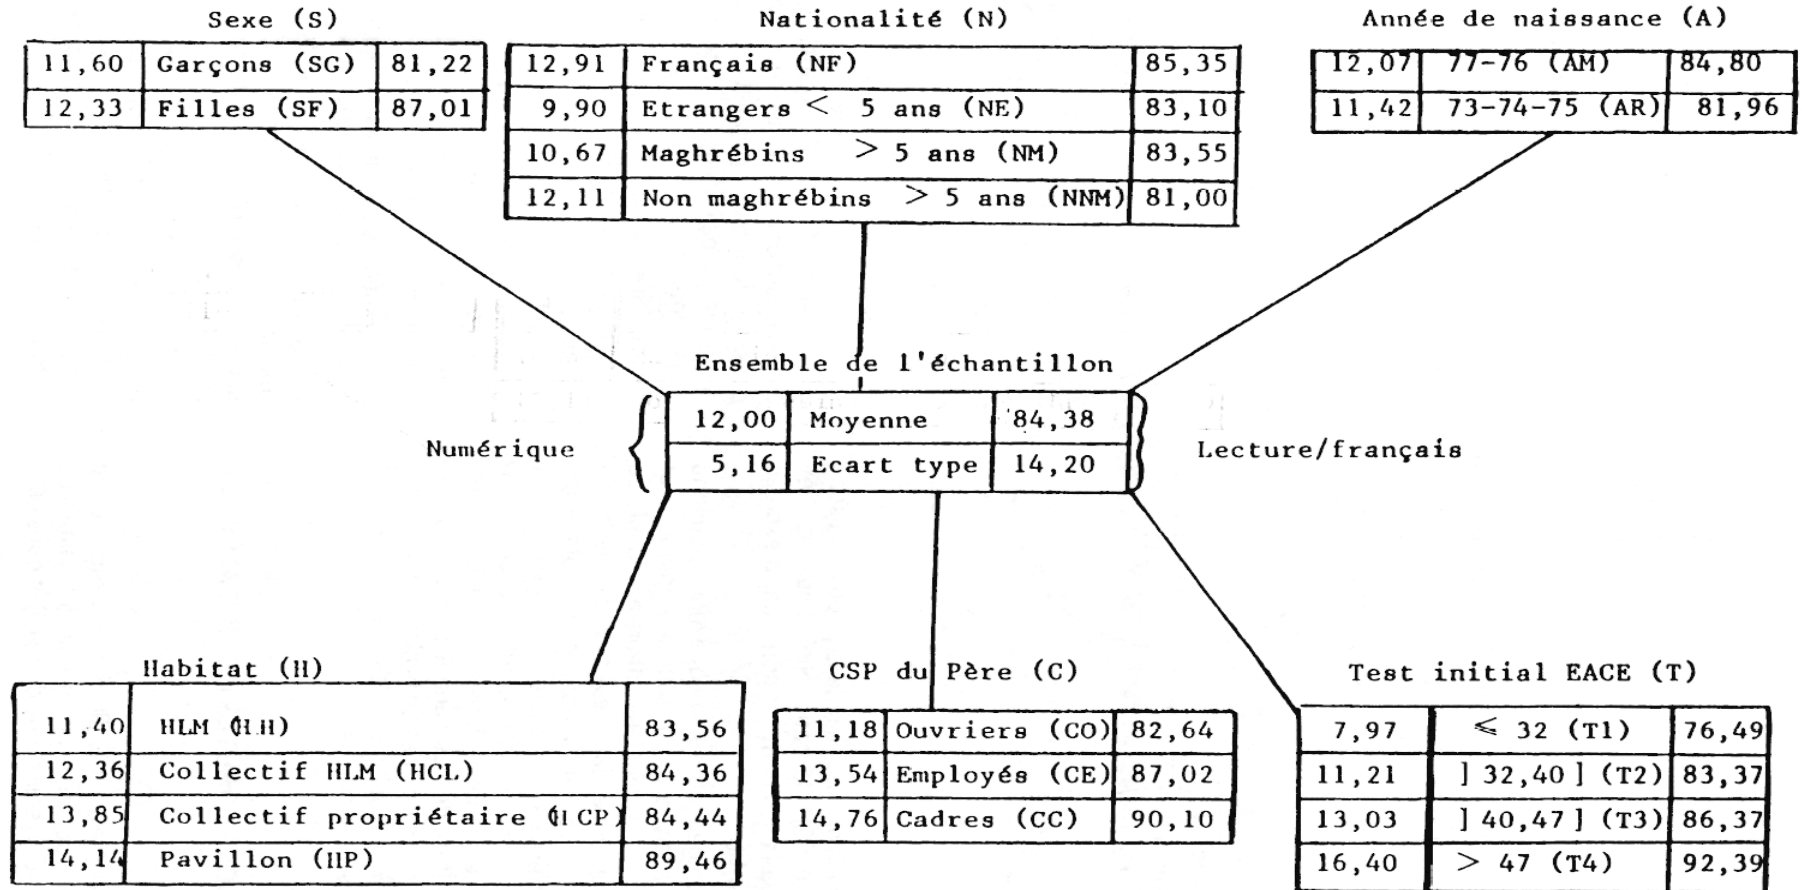 Sexe (S)
11,60 Garçons (SG) 81,22
12,33 Filles (SF) 87,01
Nationalité (N)
12,91 Français (NF) 85,35
9,90 Etrangers < 5 ans (NE) 83,10
10,67 Maghrébins > 5 ans (NM) 83,55
12,11 Non maghrébins > 5 ans (NNM) 81,00
Année de naissance (A)
12,07 77-76 (AM) 84,80
11,42 73-74-75 (AR) 81,96
Ensemble de l'échantillon
Numérique
12,00 Moyenne 84,38
5,16 Ecart type 14,20
Lecture/français
Habitat (H)
11,40 HLM (HH) 83,56
12,36 Collectif HLM (HCL) 84,36
13,85 Collectif propriétaire (HCP) 84,44
14,14 Pavillon (HP) 89,46
CSP du Père (C)
11,18 Ouvriers (CO) 82,64
13,54 Employés (CE) 87,02
14,76 Cadres (CC) 90,10
Test initial EACE (T)
7,97 ⩽ 32 (T1) 76,49
11,21 ] 32,40 ] (T2) 83,37
13,03 ] 40,47 ] (T3) 86,37
16,40 > 47 (T4) 92,39